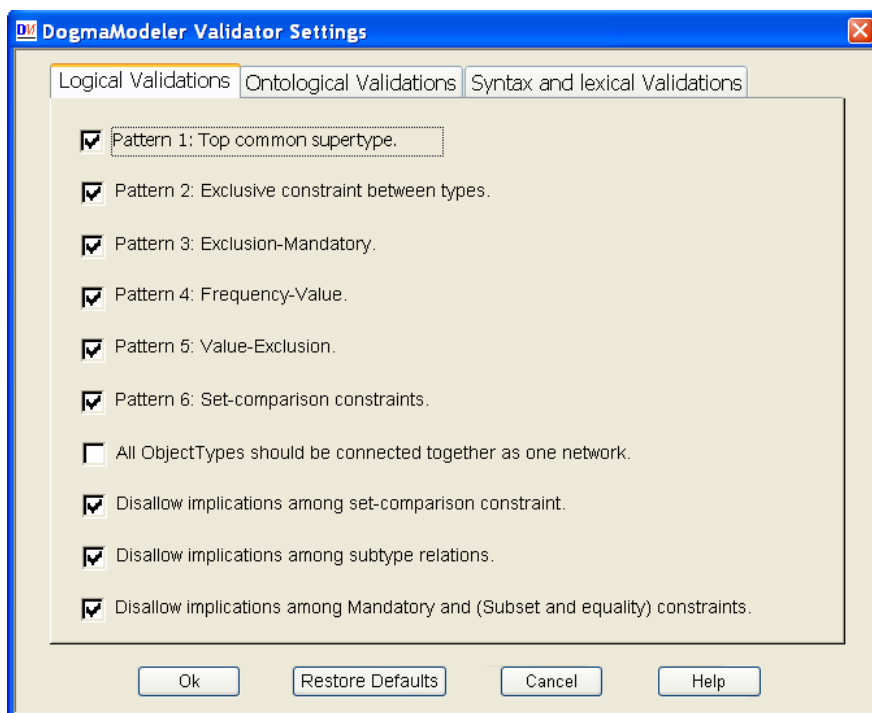 DM DogmaModeler Validator Settings
Logical Validations Ontological Validations Syntax and lexical Validations
Pattern 1: Top common supertype.
Pattern 2: Exclusive constraint between types.
Pattern 3: Exclusion-Mandatory.
Pattern 4: Frequency-Value.
Pattern 5: Value-Exclusion.
Pattern 6: Set-comparison constraints.
All ObjectTypes should be connected together as one network.
Disallow implications among set-comparison constraint.
Disallow implications among subtype relations.
Disallow implications among Mandatory and (Subset and equality) constraints.
Ok Restore Defaults Cancel Help